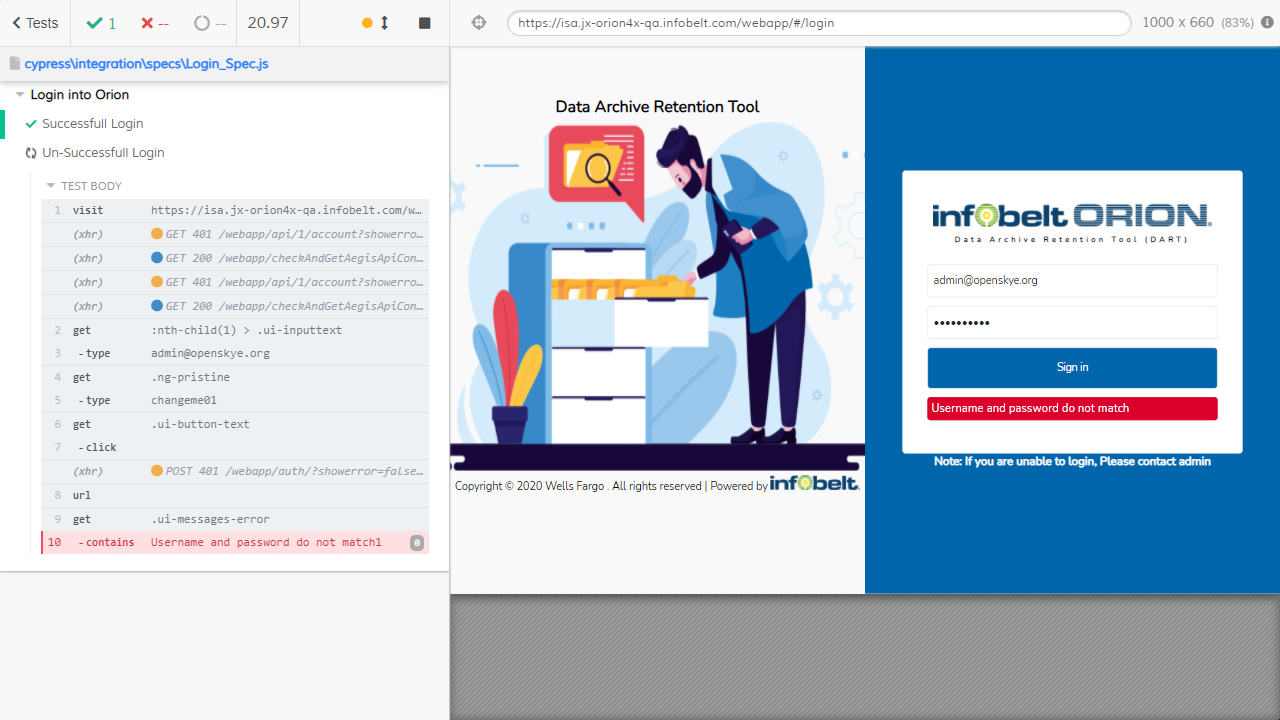 Tests
1
--
--
20.97
https://isa.jx-orion4x-qa.infobelt.com/webapp/#/login
1000 x 660 (83%)
cypress\integration\specs\Login_Spec.js
Login into Orion
Successfull Login
Un-Successfull Login
TEST BODY
1 visit https://isa.jx-orion4x-qa.infobelt.com/w…
(xhr) GET 401 /webapp/api/1/account?showerro…
(xhr) GET 200 /webapp/checkAndGetAegisApiCon…
(xhr) GET 401 /webapp/api/1/account?showerro…
(xhr) GET 200 /webapp/checkAndGetAegisApiCon…
2 get :nth-child(1) > .ui-inputtext
3 -type admin@openskye.org
4 get .ng-pristine
5 -type changeme01
6 get .ui-button-text
7 -click
(xhr) POST 401 /webapp/auth/?showerror=false…
8 url
9 get .ui-messages-error
10 -contains Username and password do not match1 0
Data Archive Retention Tool
Copyright © 2020 Wells Fargo . All rights reserved | Powered by infobelt.
infobelt ORION.
Data Archive Retention Tool (DART)
admin@openskye.org
••••••••••
Sign in
Username and password do not match
Note: If you are unable to login, Please contact admin